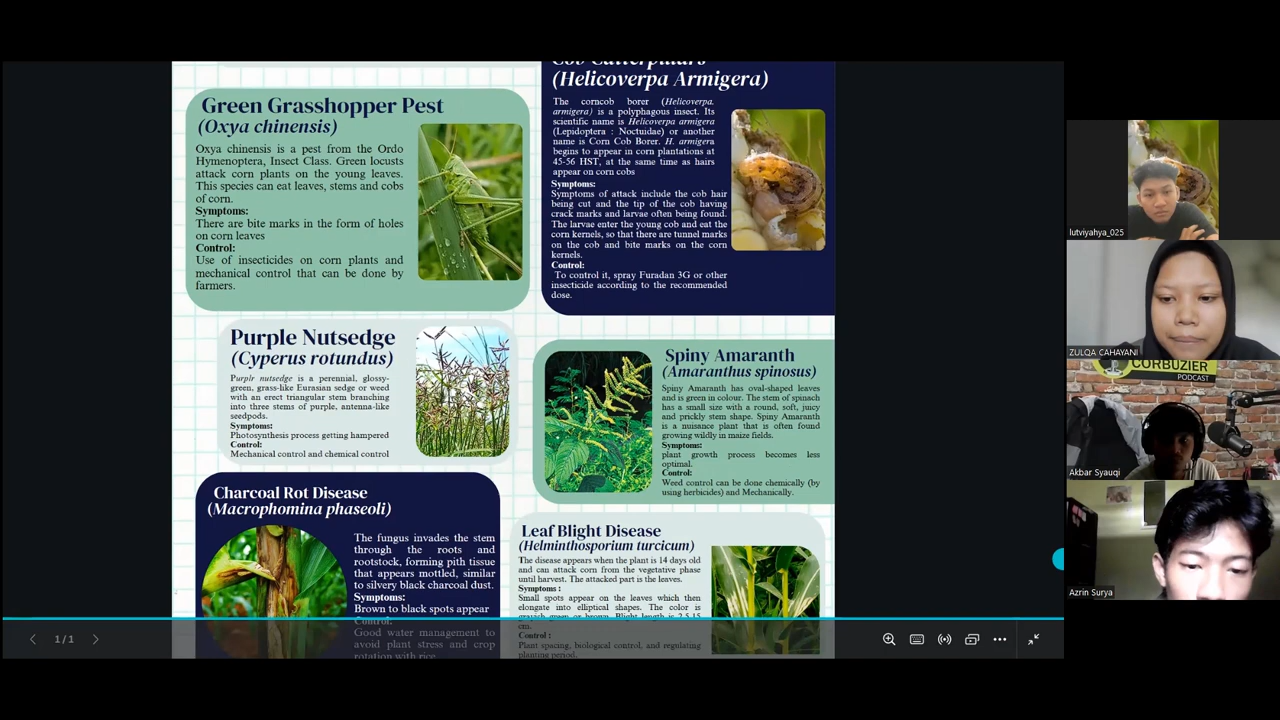 Green Grasshopper Pest
(Oxya chinensis)
Oxya chinensis is a pest from the Ordo
Hymenoptera, Insect Class. Green locusts
attack corn plants on the young leaves.
This species can eat leaves, stems and cobs
of corn.
Symptoms:
There are bite marks in the form of holes
on corn leaves
Control:
Use of insecticides on corn plants and
mechanical control that can be done by
farmers.
Cob Catterpillars
(Helicoverpa Armigera)
The corncob borer (Helicoverpa.
armigera) is a polyphagous insect. Its
scientific name is Helicoverpa armigera
(Lepidoptera : Noctuidae) or another
name is Corn Cob Borer. H. armigera
begins to appear in corn plantations at
45-56 HST, at the same time as hairs
appear on corn cobs
Symptoms:
Symptoms of attack include the cob hair
being cut and the tip of the cob having
crack marks and larvae often being found.
The larvae enter the young cob and eat the
corn kernels, so that there are tunnel marks
on the cob and bite marks on the corn
kernels.
Control:
To control it, spray Furadan 3G or other
insecticide according to the recommended
dose.
Purple Nutsedge
(Cyperus rotundus)
Purplr nutsedge is a perennial, glossy-
green, grass-like Eurasian sedge or weed
with an erect triangular stem branching
into three stems of purple, antenna-like
seedpods.
Symptoms:
Photosynthesis process getting hampered
Control:
Mechanical control and chemical control
Spiny Amaranth
(Amaranthus spinosus)
Spiny Amaranth has oval-shaped leaves
and is green in colour. The stem of spinach
has a small size with a round, soft, juicy
and prickly stem shape. Spiny Amaranth
is a nuisance plant that is often found
growing wildly in maize fields.
Symptoms:
plant growth process becomes less
optimal.
Control:
Weed control can be done chemically (by
using herbicides) and Mechanically.
Charcoal Rot Disease
(Macrophomina phaseoli)
The fungus invades the stem
through the roots and
rootstock, forming pith tissue
that appears mottled, similar
to silvery black charcoal dust.
Symptoms:
Brown to black spots appear
Control:
Good water management to
avoid plant stress and crop
rotation with rice.
Leaf Blight Disease
(Helminthosporium turcicum)
The disease appears when the plant is 14 days old
and can attack corn from the vegetative phase
until harvest. The attacked part is the leaves.
Symptoms :
Small spots appear on the leaves which then
elongate into elliptical shapes. The color is
grayish green or brown. Blight length is 2.5-15
cm.
Control :
Plant spacing, biological control, and regulating
planting period.
1/1
lutviyahya_025
ZULQA CAHAYANI
CORBUZIER
PODCAST
Akbar Syauqi
Azrin Surya